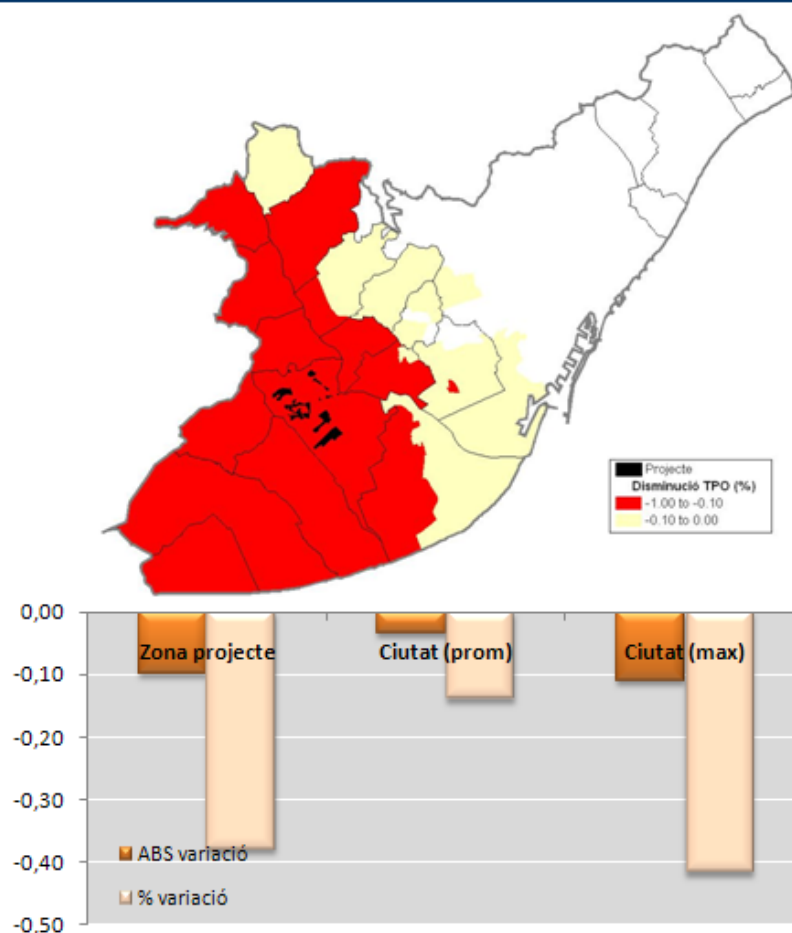 Projecte
Disminució TPO (%)
-1.00 to -0.10
-0.10 to 0.00
0,00
Zona projecte
Ciutat (prom)
Ciutat (max)
-0,10
-0,20
-0,30
ABS variació
-0,40
% variació
-0,50